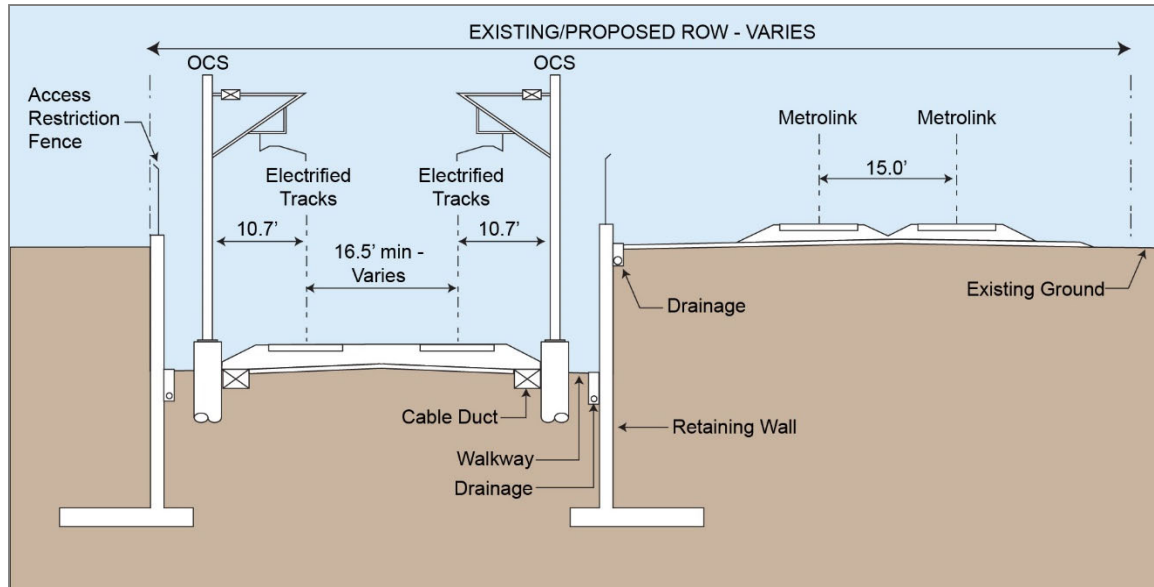 EXISTING/PROPOSED ROW - VARIES
OCS
OCS
Access
Restriction
Fence
Metrolink
Metrolink
15.0’
Electrified
Tracks
Electrified
Tracks
10.7’
10.7’
16.5’ min -
Varies
Drainage
Existing Ground
Cable Duct
Retaining Wall
Walkway
Drainage